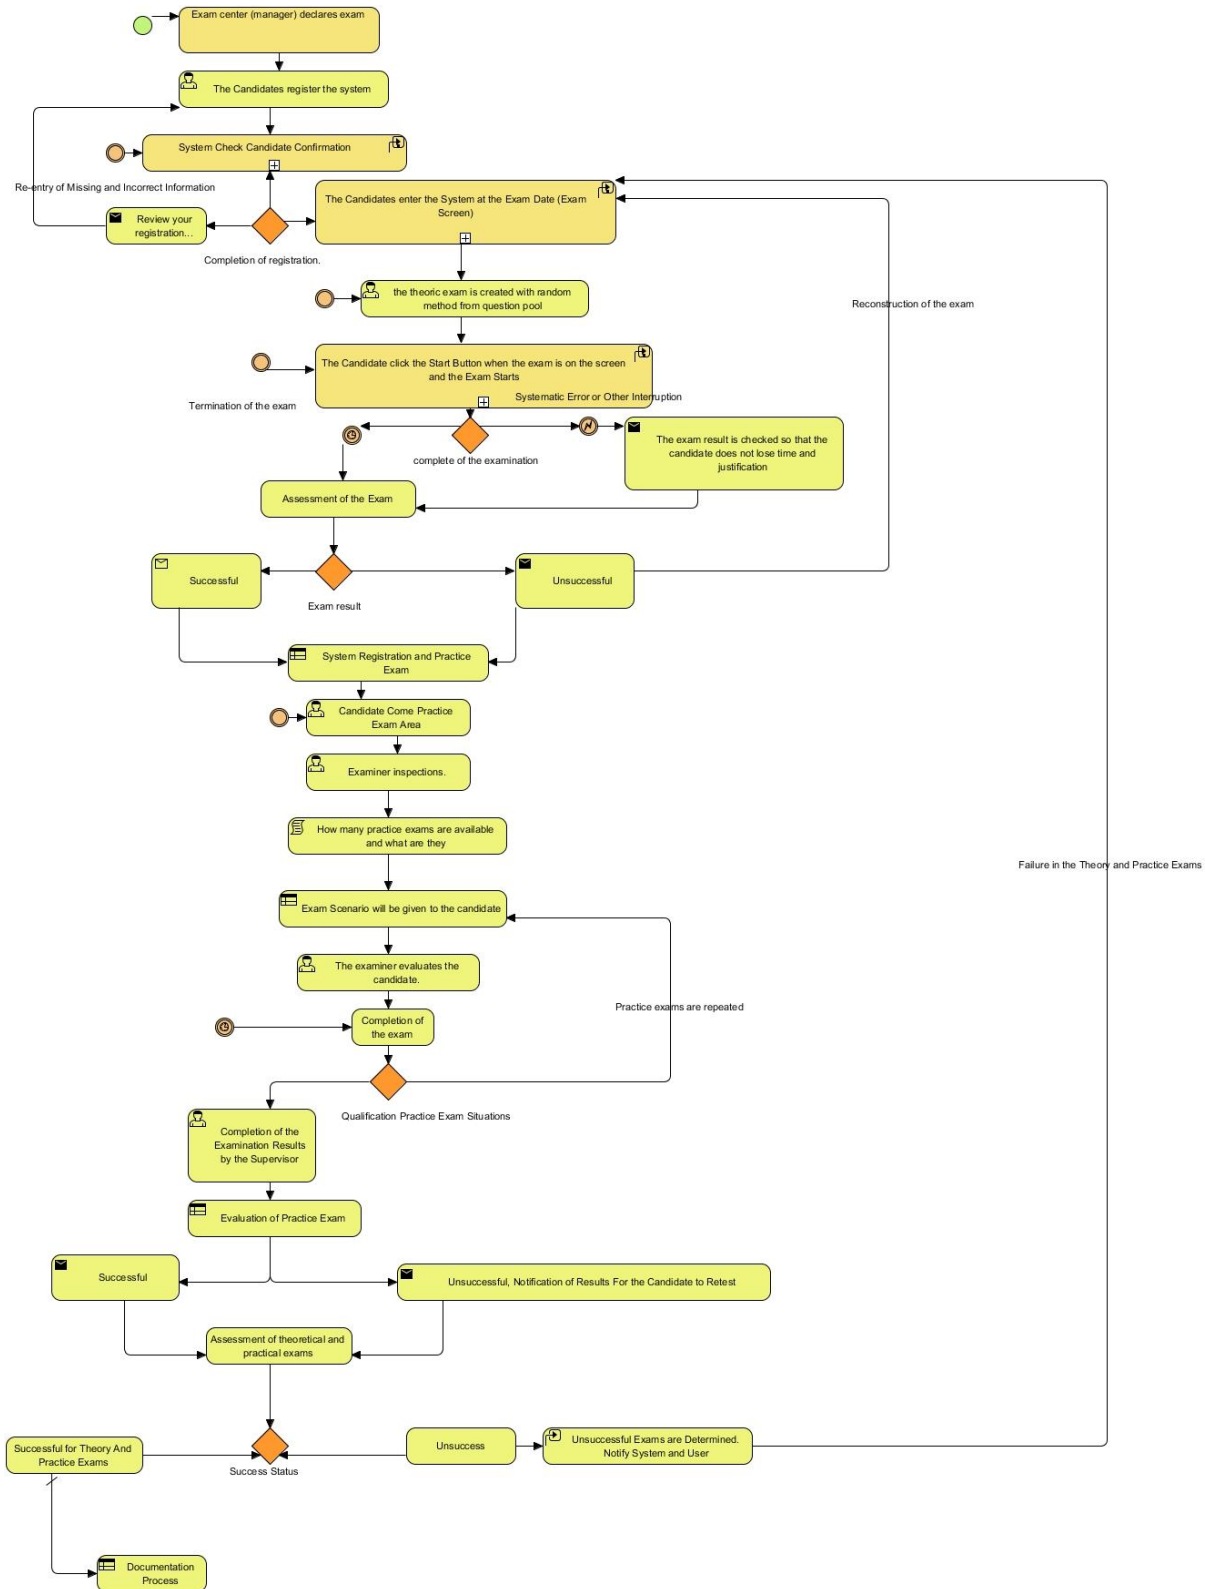 Exam center (manager) declares exam
The Candidates register the system
System Check Candidate Confirmation
Re-entry of Missing and Incorrect Information
The Candidates enter the System at the Exam Date (Exam
Screen)
Review your
registration...
Completion of registration.
the theoric exam is created with random
method from question pool
Reconstruction of the exam
The Candidate click the Start Button when the exam is on the screen
and the Exam Starts
Systematic Error or Other Interruption
Termination of the exam
The exam result is checked so that the
candidate does not lose time and
justification
complete of the examination
Assessment of the Exam
Successful
Unsuccessful
Exam result
System Registration and Practice
Exam
Candidate Come Practice
Exam Area
Examiner inspections.
How many practice exams are available
and what are they
Failure in the Theory and Practice Exams
Exam Scenario will be given to the candidate
The examiner evaluates the
candidate.
Practice exams are repeated
Completion of
the exam
Qualification Practice Exam Situations
Completion of the
Examination Results
by the Supervisor
Evaluation of Practice Exam
Successful
Unsuccessful, Notification of Results For the Candidate to Retest
Assessment of theoretical and
practical exams
Successful for Theory And
Practice Exams
Unsuccess
Unsuccessful Exams are Determined.
Notify System and User
Success Status
Documentation
Process